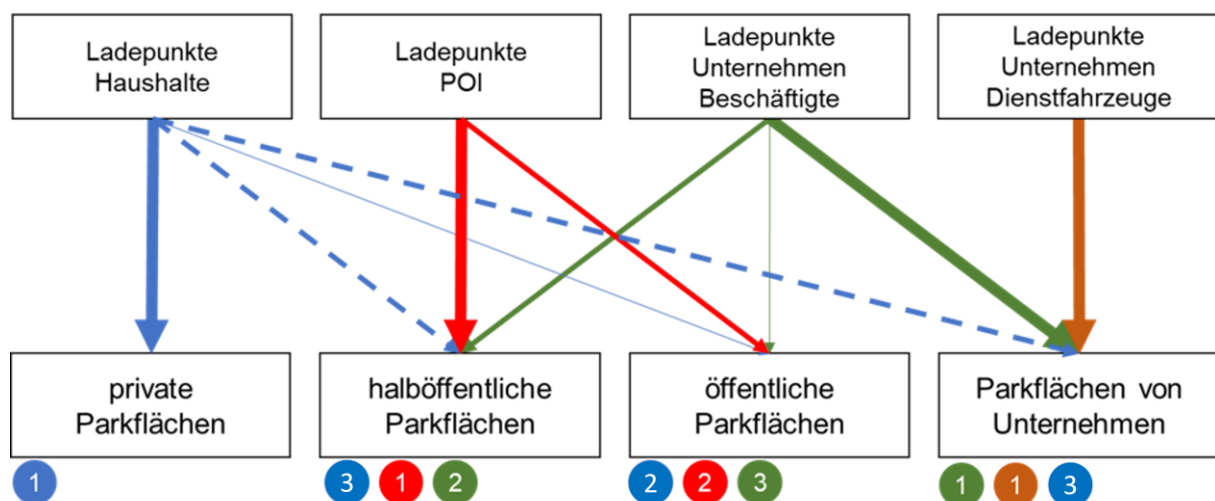 Ladepunkte
Haushalte
Ladepunkte
POI
Ladepunkte
Unternehmen
Beschäftigte
Ladepunkte
Unternehmen
Dienstfahrzeuge
private
Parkflächen
halböffentliche
Parkflächen
öffentliche
Parkflächen
Parkflächen von
Unternehmen
1
3 1 2
2 2 3
1 1 3